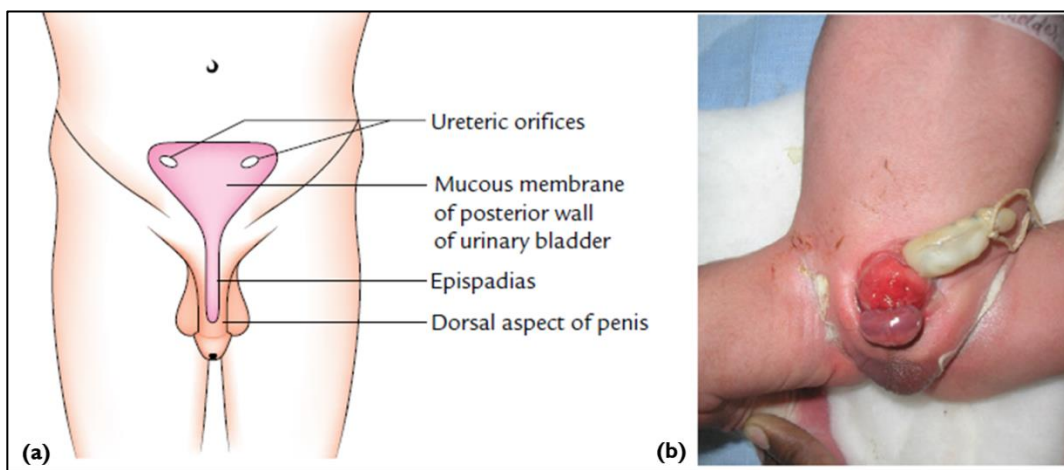 Ureteric orifices
Mucous membrane
of posterior wall
of urinary bladder
Epispadias
Dorsal aspect of penis
(a)
(b)